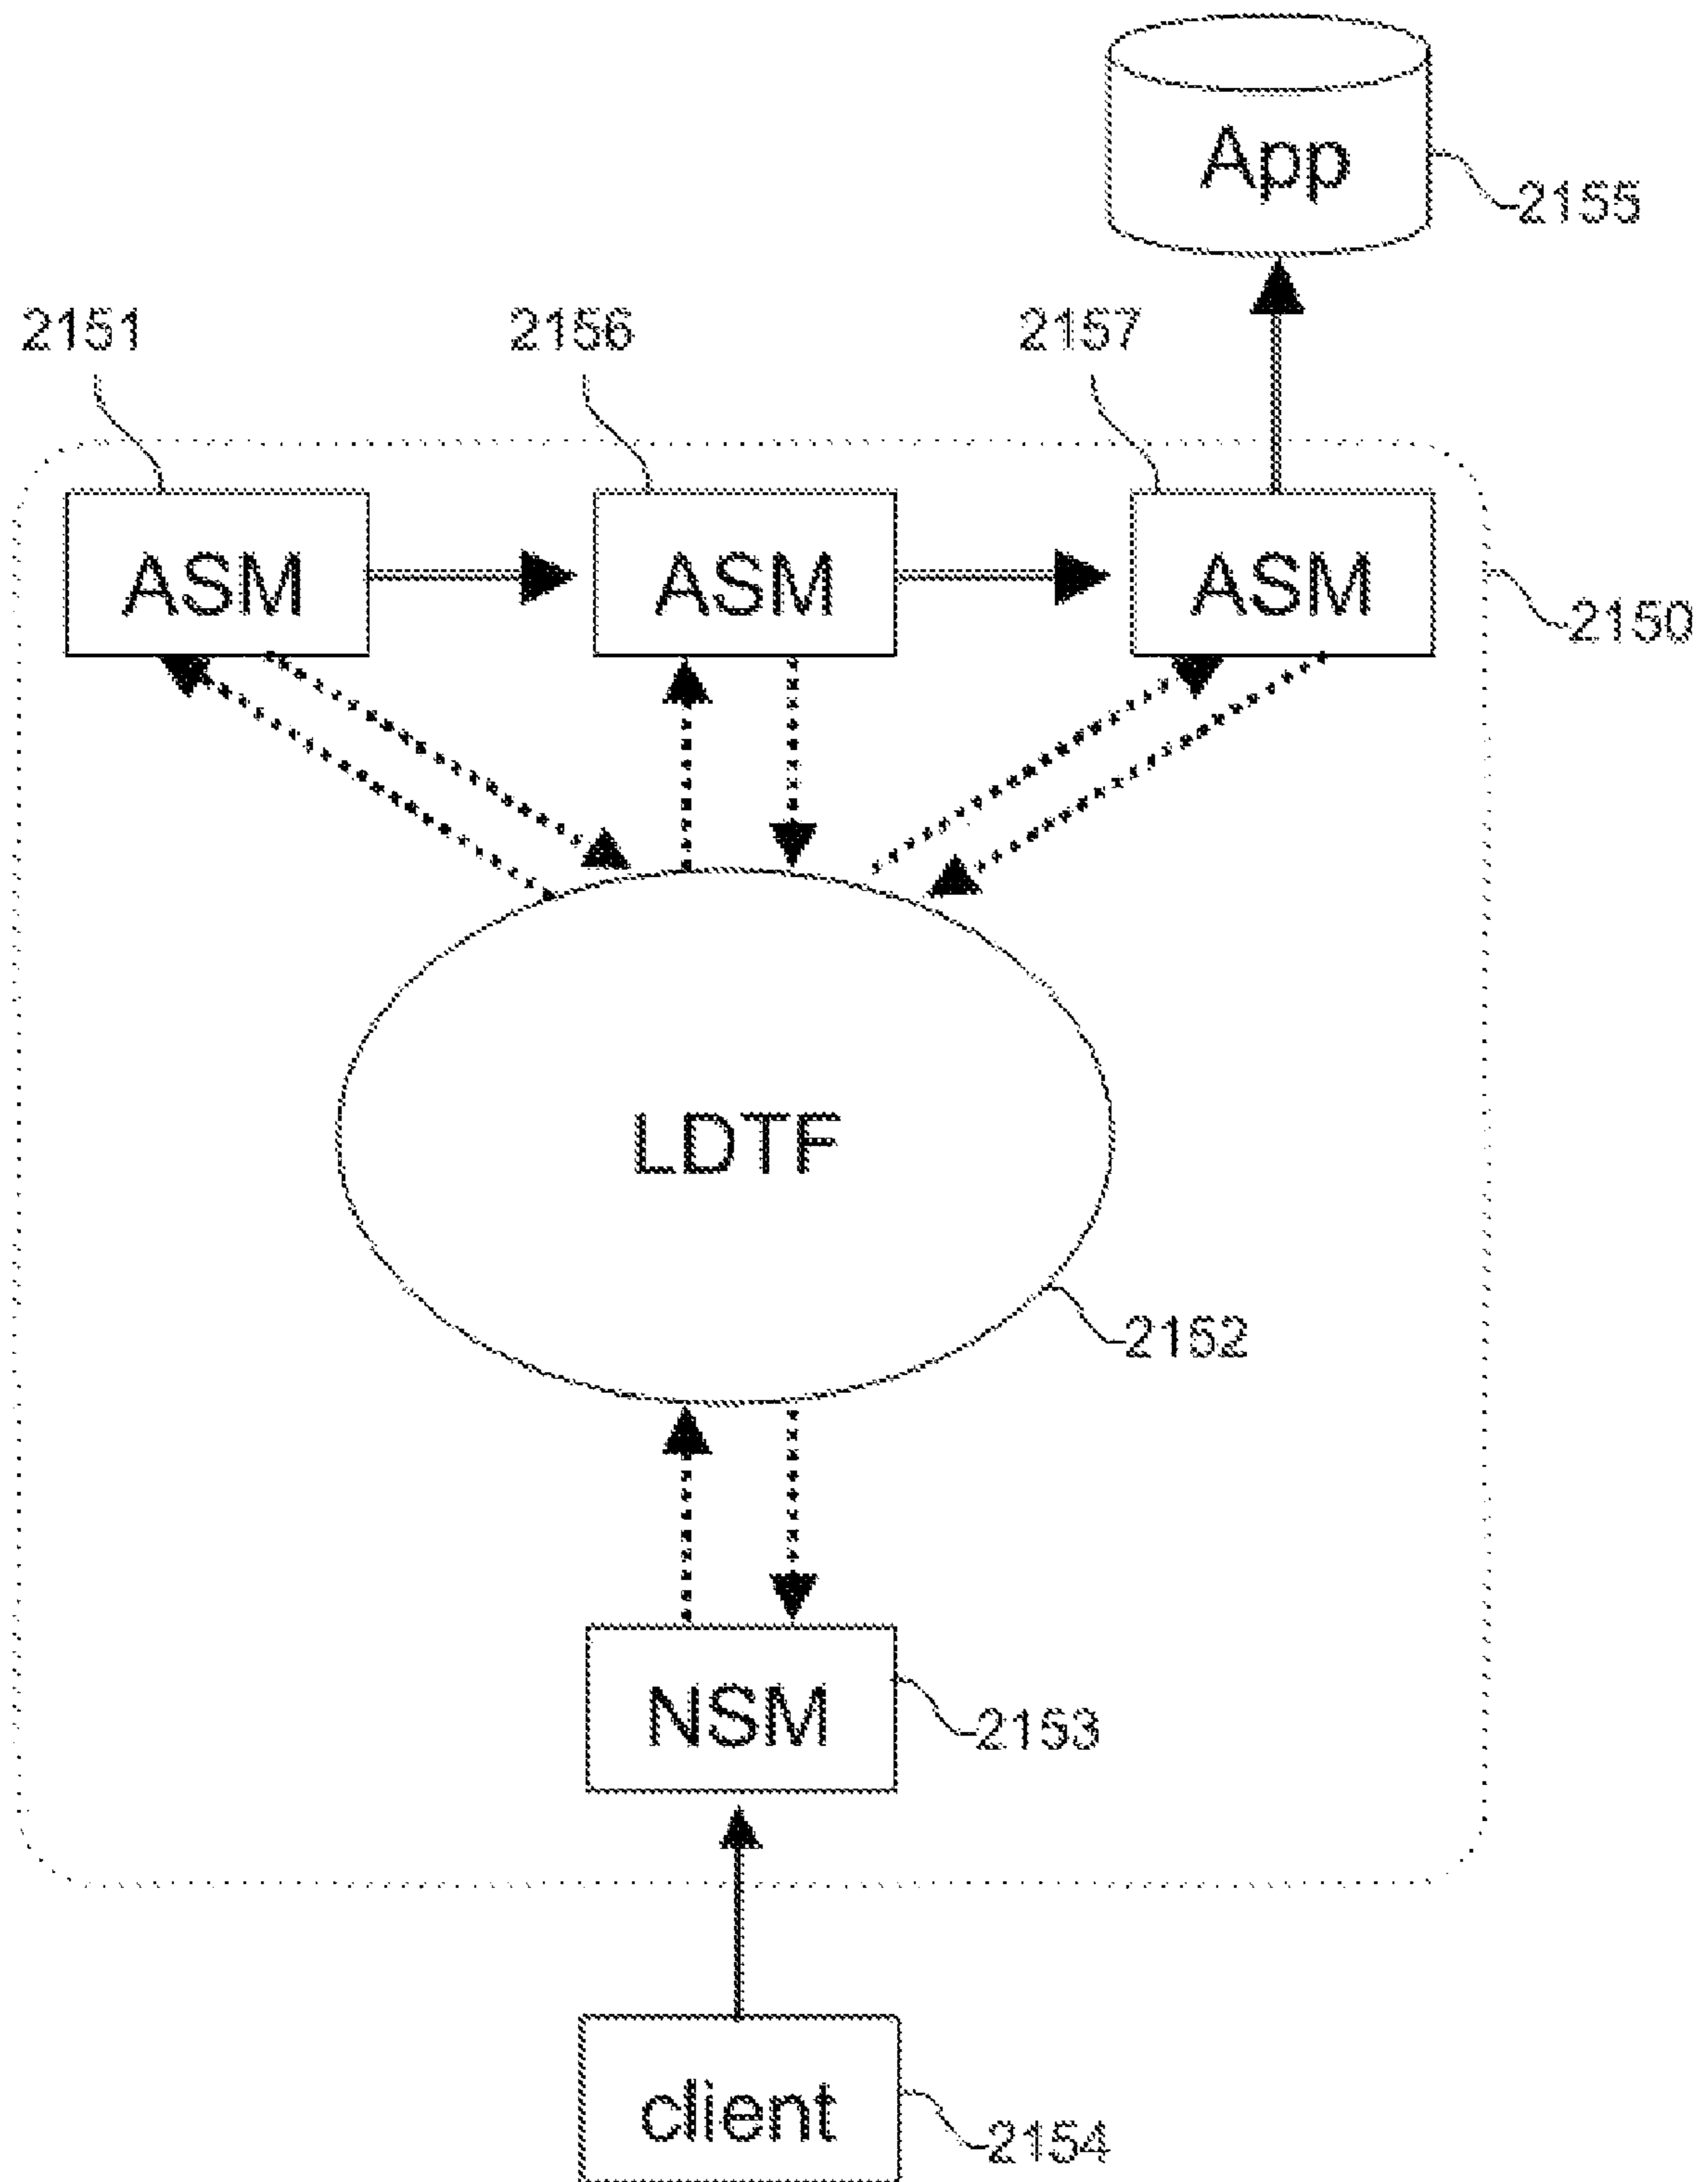 App
2155
2151 2156 2157
ASM ASM ASM
2150
LDTF
2152
NSM
2153
client
2154